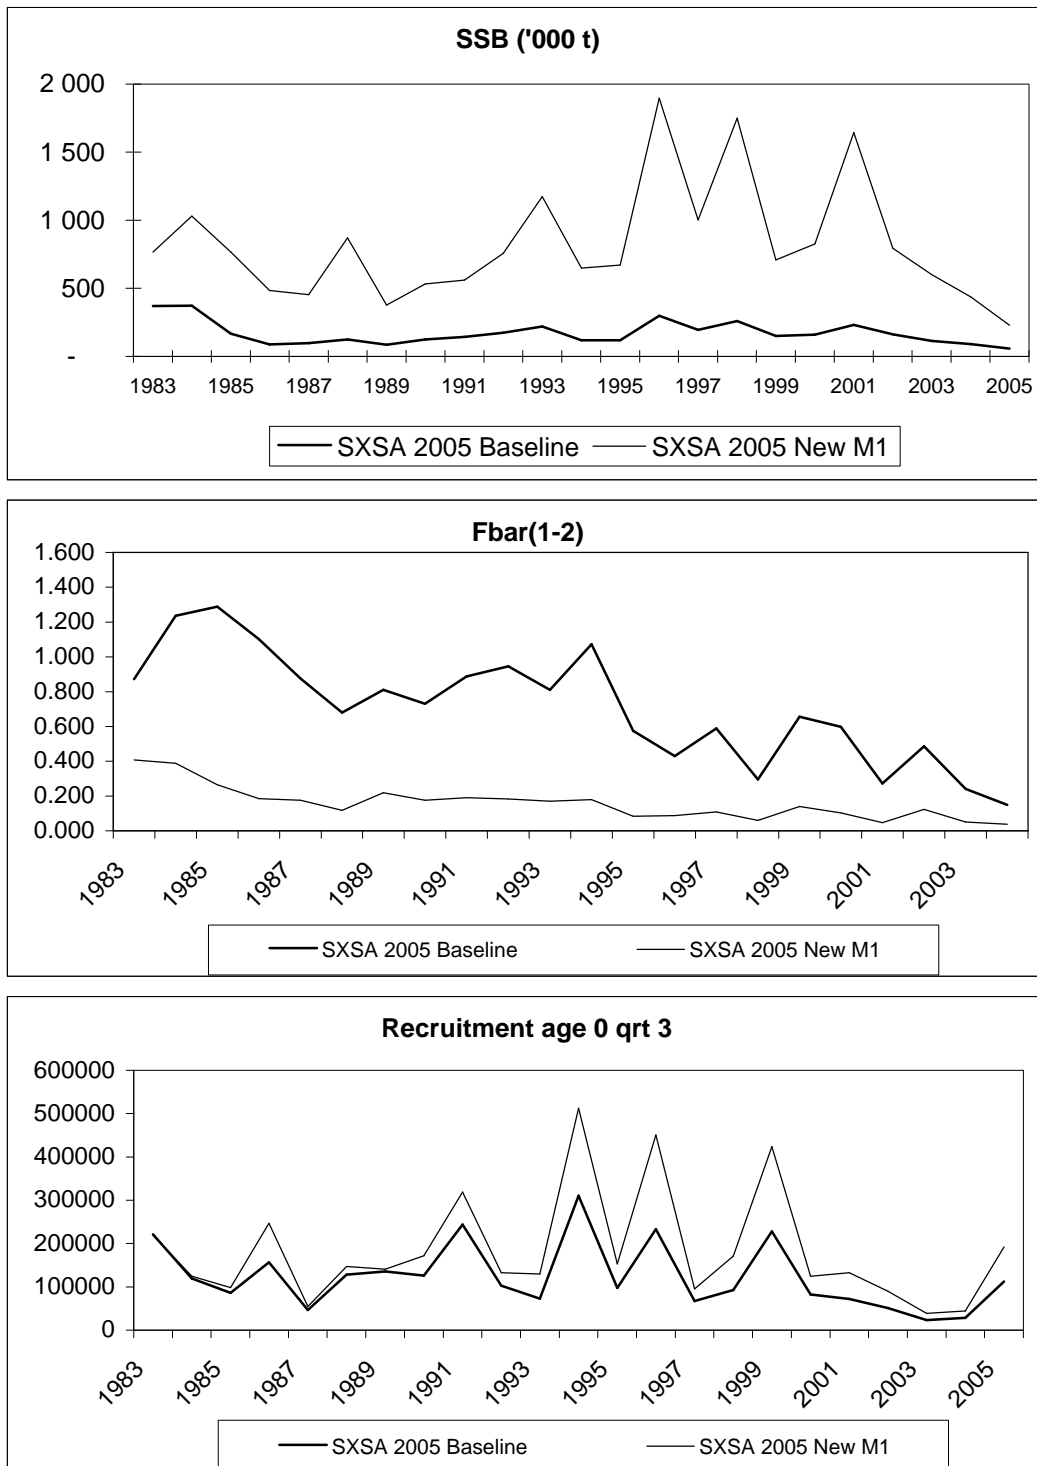 SSB ('000 t)
2 000
1 500
1 000
500
-
1983 1985 1987 1989 1991 1993 1995 1997 1999 2001 2003 2005
SXSA 2005 Baseline SXSA 2005 New M1
Fbar(1-2)
1.600
1.400
1.200
1.000
0.800
0.600
0.400
0.200
0.000
1983 1985 1987 1989 1991 1993 1995 1997 1999 2001 2003
SXSA 2005 Baseline SXSA 2005 New M1
Recruitment age 0 qrt 3
600000
500000
400000
300000
200000
100000
0
1983 1985 1987 1989 1991 1993 1995 1997 1999 2001 2003 2005
SXSA 2005 Baseline SXSA 2005 New M1